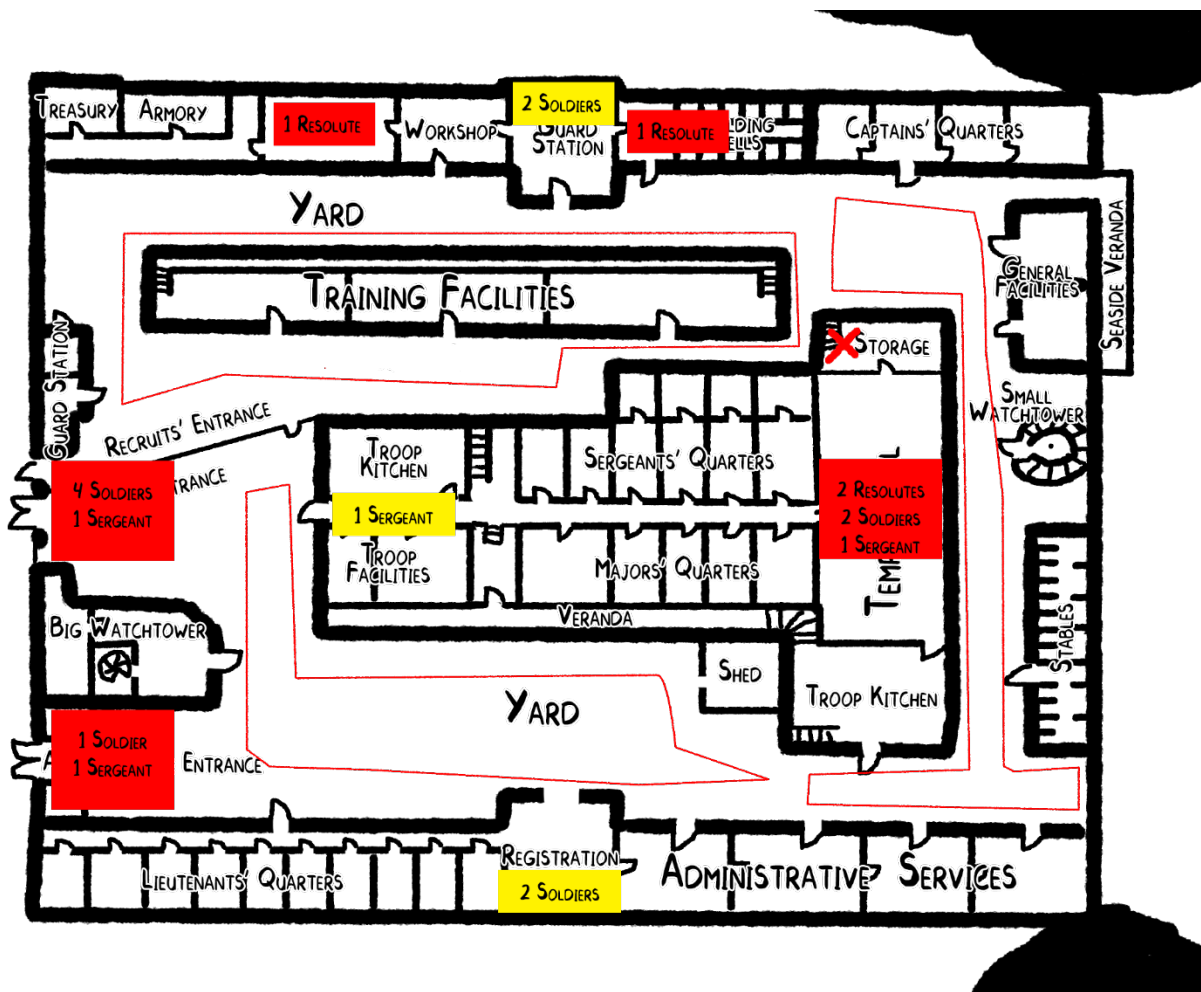 Treasury
Armory
1 Resolute
Workshop
2 Soldiers
Guard
Station
1 Resolute
Captains' Quarters
Yard
Training Facilities
General
Facilities
Seaside Veranda
Storage
Guard Station
Recruits' Entrance
Small
Watchtower
Troop
Kitchen
Sergeants' Quarters
4 Soldiers
1 Sergeant
1 Sergeant
2 Resolutes
2 Soldiers
1 Sergeant
Troop
Facilities
Majors' Quarters
Veranda
Big Watchtower
Stables
Shed
Troop Kitchen
Yard
1 Soldier
1 Sergeant
Entrance
Registration
2 Soldiers
Lieutenants' Quarters
Administrative Services